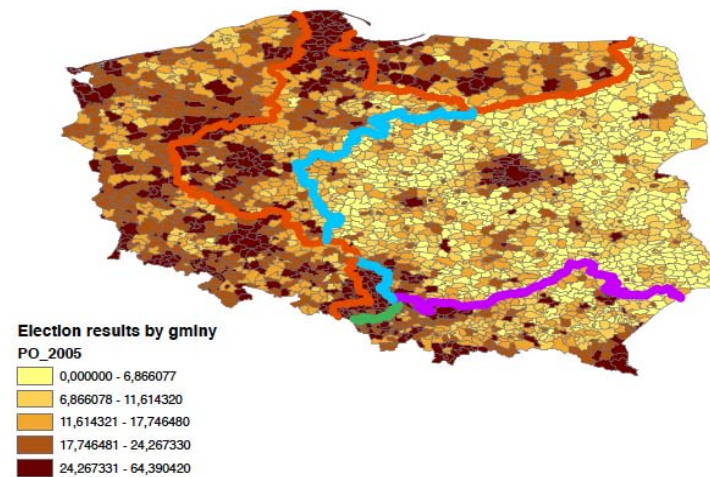 Election results by gminy
PO_2005
0,000000 - 6,866077
6,866078 - 11,614320
11,614321 - 17,746480
17,746481 - 24,267330
24,267331 - 64,390420